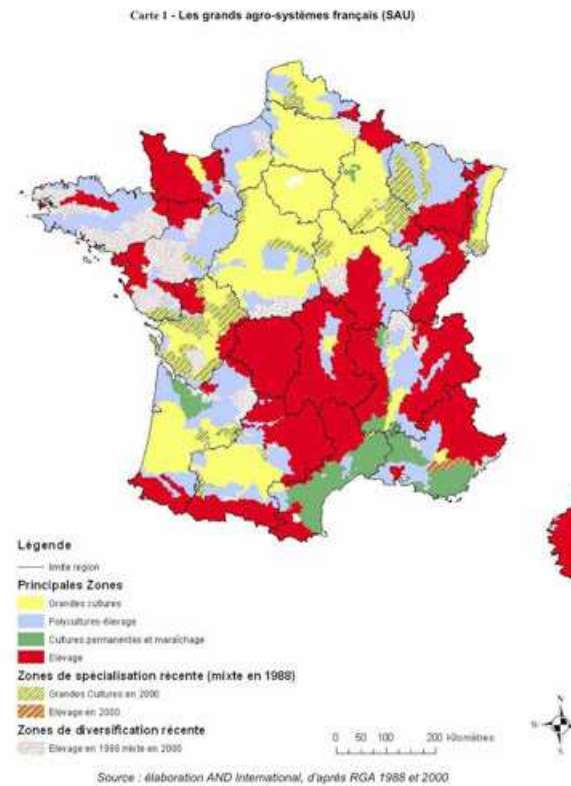 Carte 1 - Les grands agro-systèmes français (SAU)
Légende
limite region
Principales Zones
Grandes cultures
Polycultures-élevage
Cultures permanentes et maraîchage
Elevage
Zones de spécialisation récente (mixte en 1988)
Grandes Cultures en 2000
Elevage en 2000
Zones de diversification récente
Elevage en 1988 mixte en 2000
0 50 100 200 Kilomètres
N
Source : élaboration AND International, d'après RGA 1988 et 2000